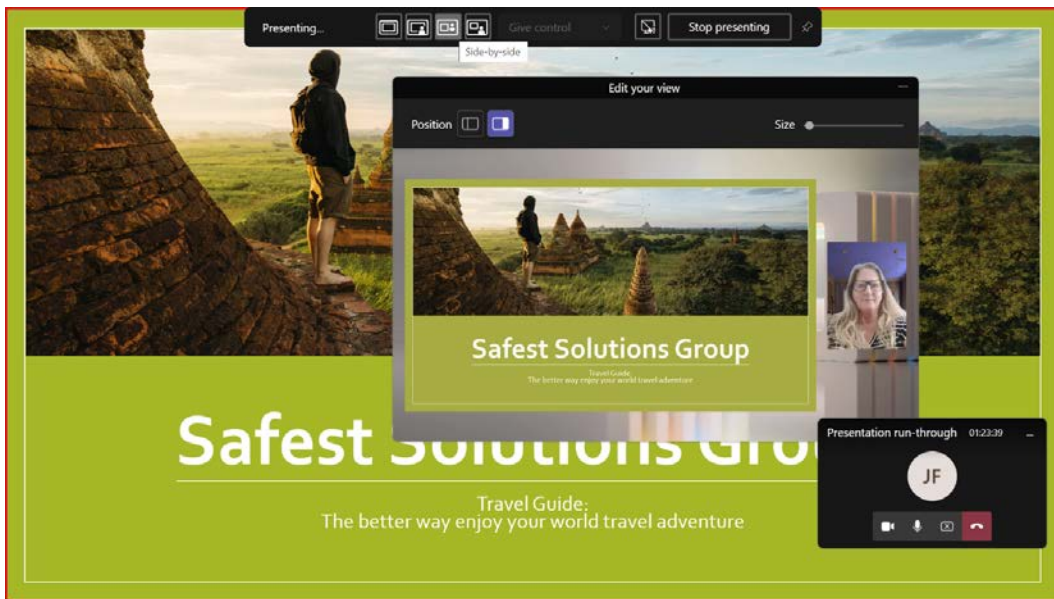 Presenting...
Give control
Stop presenting
Side-by-side
Edit your view
Position
Size
Safest Solutions Group
Travel Guide:
The better way enjoy your world travel adventure
Safest Solutions Grou
Travel Guide:
The better way enjoy your world travel adventure
Presentation run-through 01:23:39
JF